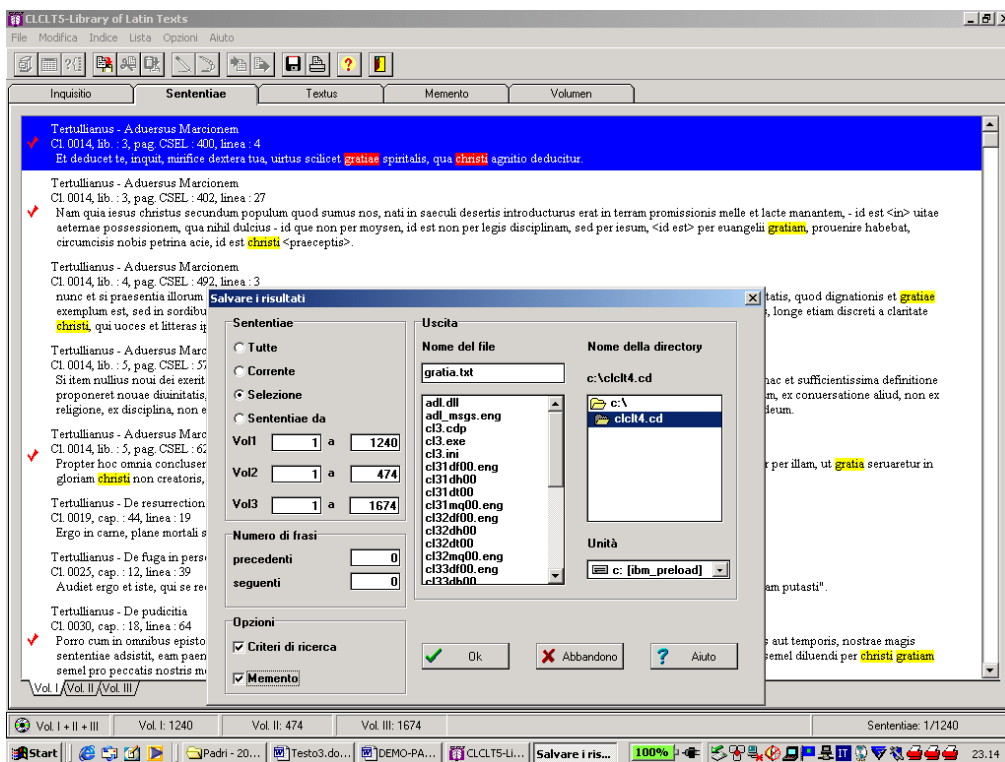 CLCLT5-Library of Latin Texts
File Modifica Indice Lista Opzioni Aiuto
Inquisitio Sententiae Textus Memento Volumen
Tertullianus - Aduersus Marcionem
Cl. 0014, lib. : 3, pag. CSEL : 400, linea : 4
Et deducet te, inquit, mirifice dextera tua, uirtus scilicet gratiae spiritalis, qua christi agnitio deducitur.
Tertullianus - Aduersus Marcionem
Cl. 0014, lib. : 3, pag. CSEL : 402, linea : 27
Nam quia iesus christus secundum populum quod sumus nos, nati in saeculi desertis introducturus erat in terram promissionis melle et lacte manantem, - id est <in> uitae
aeternae possessionem, qua nihil dulcius - id que non per moysen, id est non per legis disciplinam, sed per iesum, <id est> per euangelii gratiam, prouenire habebat,
circumcisis nobis petrina acie, id est christi <praeceptis>.
Tertullianus - Aduersus Marcionem
Cl. 0014, lib. : 4, pag. CSEL : 492, linea : 3
nunc et si praesentia illorum tatis, quod dignationis et gratiae
exemplum est, sed in sordibu , longe etiam discreti a claritate
christi, qui uoces et litteras ip
Tertullianus - Aduersus Marc
Cl. 0014, lib. : 5, pag. CSEL : 57
Si item nullius noui dei exerit hac et sufficientissima definitione
proponeret nouae diuinitatis, m, ex conuersatione aliud, non ex
religione, ex disciplina, non e deum.
Tertullianus - Aduersus Marc
Cl. 0014, lib. : 5, pag. CSEL : 62
Propter hoc omnia concluser r per illam, ut gratia seruaretur in
gloriam christi non creatoris,
Tertullianus - De resurrection
Cl. 0019, cap. : 44, linea : 19
Ergo in carne, plane mortali s
Tertullianus - De fuga in perse
Cl. 0025, cap. : 12, linea : 39
Audiet ergo et iste, qui se re am putasti".
Tertullianus - De pudicitia
Cl. 0030, cap. : 18, linea : 64
Porro cum in omnibus episto s aut temporis, nostrae magis
sententiae adsistit, eam paen semel diluendi per christi gratiam
semel pro peccatis nostris mo
Salvare i risultati
Sententiae
Tutte
Corrente
Selezione
Sententiae da
Vol1 1 a 1240
Vol2 1 a 474
Vol3 1 a 1674
Numero di frasi
precedenti 0
seguenti 0
Opzioni
Criteri di ricerca
Memento
Uscita
Nome del file
gratia.txt
adl.dll
adl_msgs.eng
cl3.cdp
cl3.exe
cl3.ini
cl31df00.eng
cl31dh00
cl31dt00
cl31mq00.eng
cl32df00.eng
cl32dh00
cl32dt00
cl32mq00.eng
cl33df00.eng
cl33dh00
Nome della directory
c:\clclt4.cd
c:\
clclt4.cd
Unità
c: [ibm_preload]
Ok Abbandono Aiuto
Vol. I Vol. II Vol. III
Vol. I + II + III Vol. I: 1240 Vol. II: 474 Vol. III: 1674 Sententiae: 1/1240
Start Padri - 20... Testo3.do... DEMO-PA... CLCLT5-Li... Salvare i ris... 100% IT 23.14